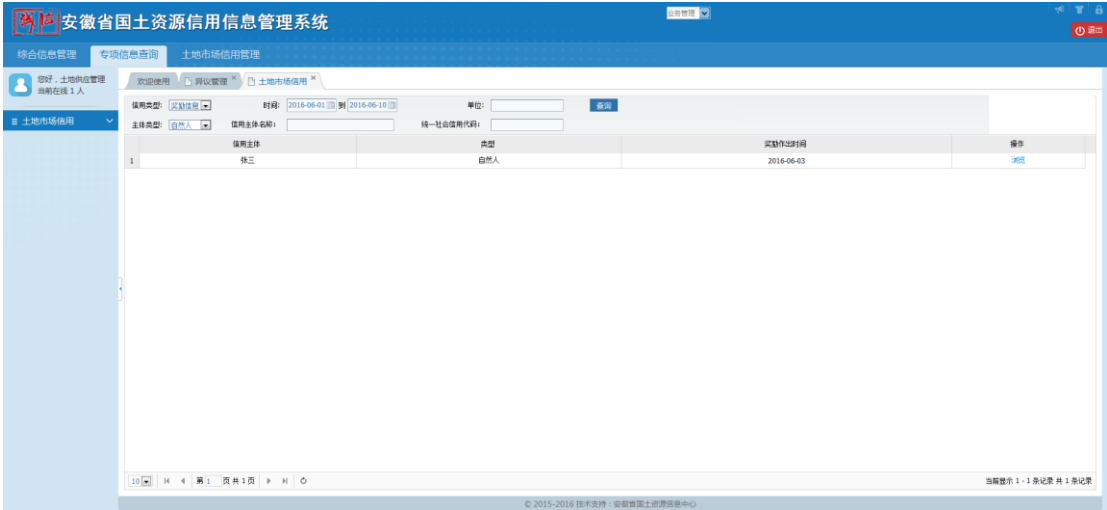 诚信 安徽省国土资源信用信息管理系统 业务管理
退出
综合信息管理 专项信息查询 土地市场信用管理
您好，土地供应管理
当前在线 1 人
欢迎使用 异议管理 × 土地市场信用 ×
信用类型: 奖励信息 时间: 2016-06-01 到 2016-06-10 单位: 查询
土地市场信用
主体类型: 自然人 信用主体名称: 统一社会信用代码:
信用主体 类型 奖励作出时间 操作
1 张三 自然人 2016-06-03 浏览
10 第 1 页 共 1 页 当前显示 1 - 1 条记录 共 1 条记录
© 2015-2016 技术支持：安徽省国土资源信息中心